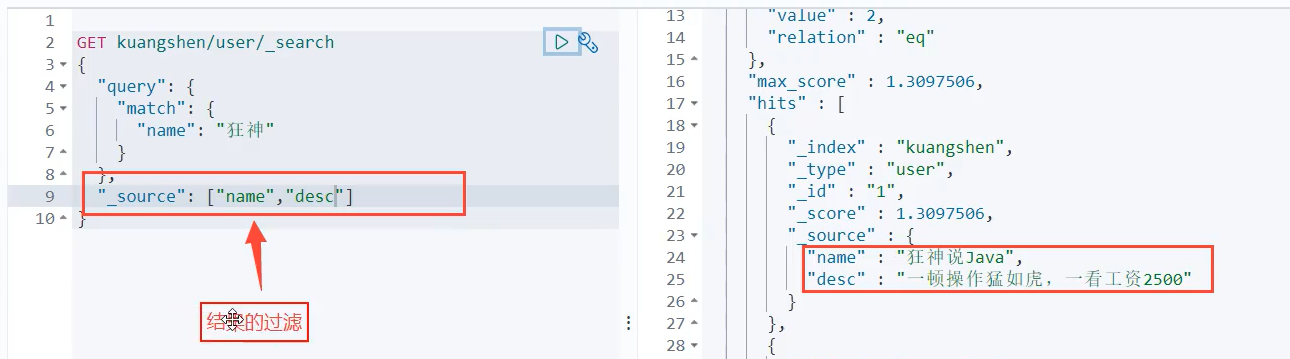 1
2 GET kuangshen/user/_search
3 {
4 "query": {
5 "match": {
6 "name": "狂神"
7 }
8 },
9 "_source": ["name","desc"]
10 }
结果的过滤
13 "value" : 2,
14 "relation" : "eq"
15 },
16 "max_score" : 1.3097506,
17 "hits" : [
18 {
19 "_index" : "kuangshen",
20 "_type" : "user",
21 "_id" : "1",
22 "_score" : 1.3097506,
23 "_source" : {
24 "name" : "狂神说Java",
25 "desc" : "一顿操作猛如虎，一看工资2500"
26 }
27 },
28 {